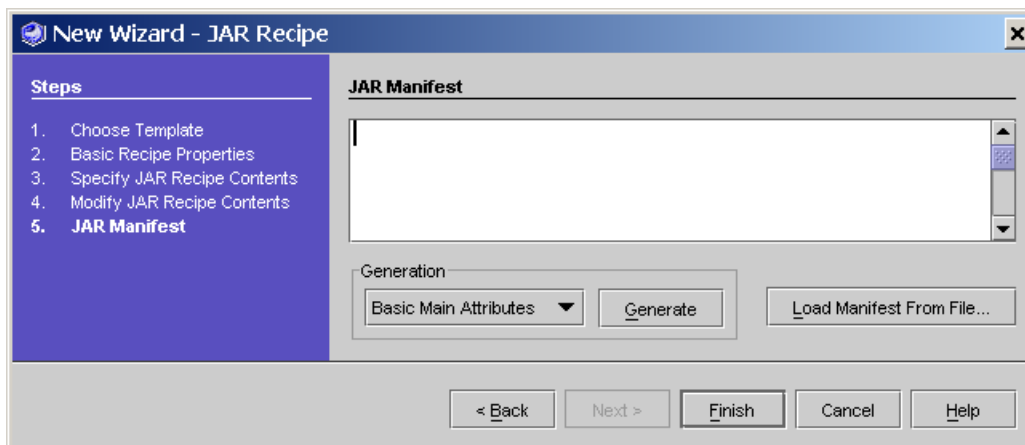 New Wizard - JAR Recipe
Steps
1. Choose Template
2. Basic Recipe Properties
3. Specify JAR Recipe Contents
4. Modify JAR Recipe Contents
5. JAR Manifest
JAR Manifest
Generation
Basic Main Attributes
Generate
Load Manifest From File...
< Back
Next >
Finish
Cancel
Help